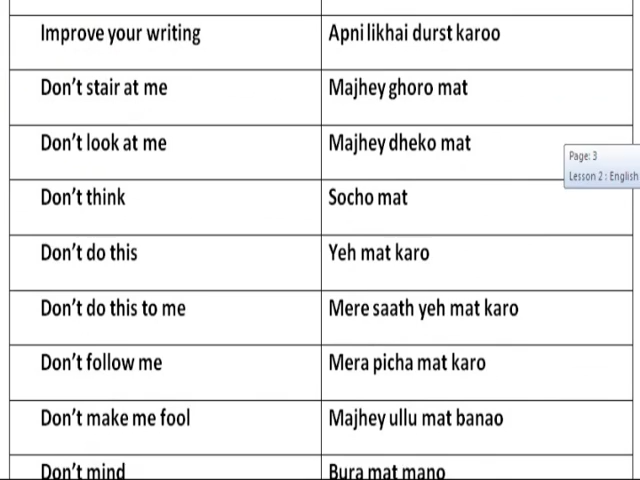 Improve your writing Apni likhai durst karoo
Don't stair at me Majhey ghoro mat
Don't look at me Majhey dheko mat
Page: 3
Lesson 2 : English
Don't think Socho mat
Don't do this Yeh mat karo
Don't do this to me Mere saath yeh mat karo
Don't follow me Mera picha mat karo
Don't make me fool Majhey ullu mat banao
Don't mind Bura mat mano